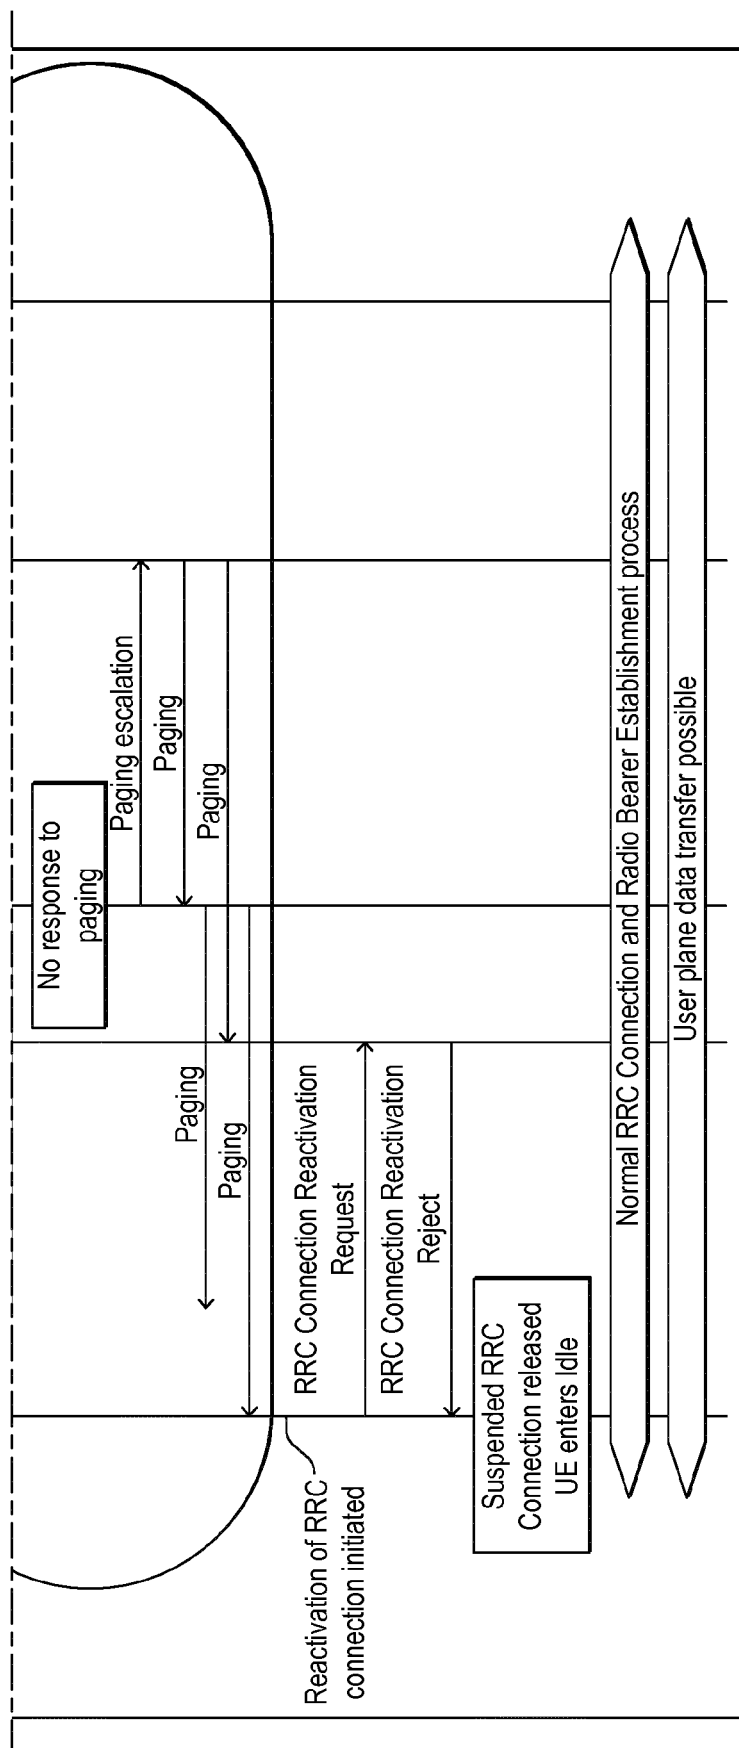 No response to
paging
Paging escalation
Paging
Paging
Paging
Paging
Reactivation of RRC
connection initiated
RRC Connection Reactivation
Request
RRC Connection Reactivation
Reject
Suspended RRC
Connection released
UE enters Idle
Normal RRC Connection and Radio Bearer Establishment process
User plane data transfer possible